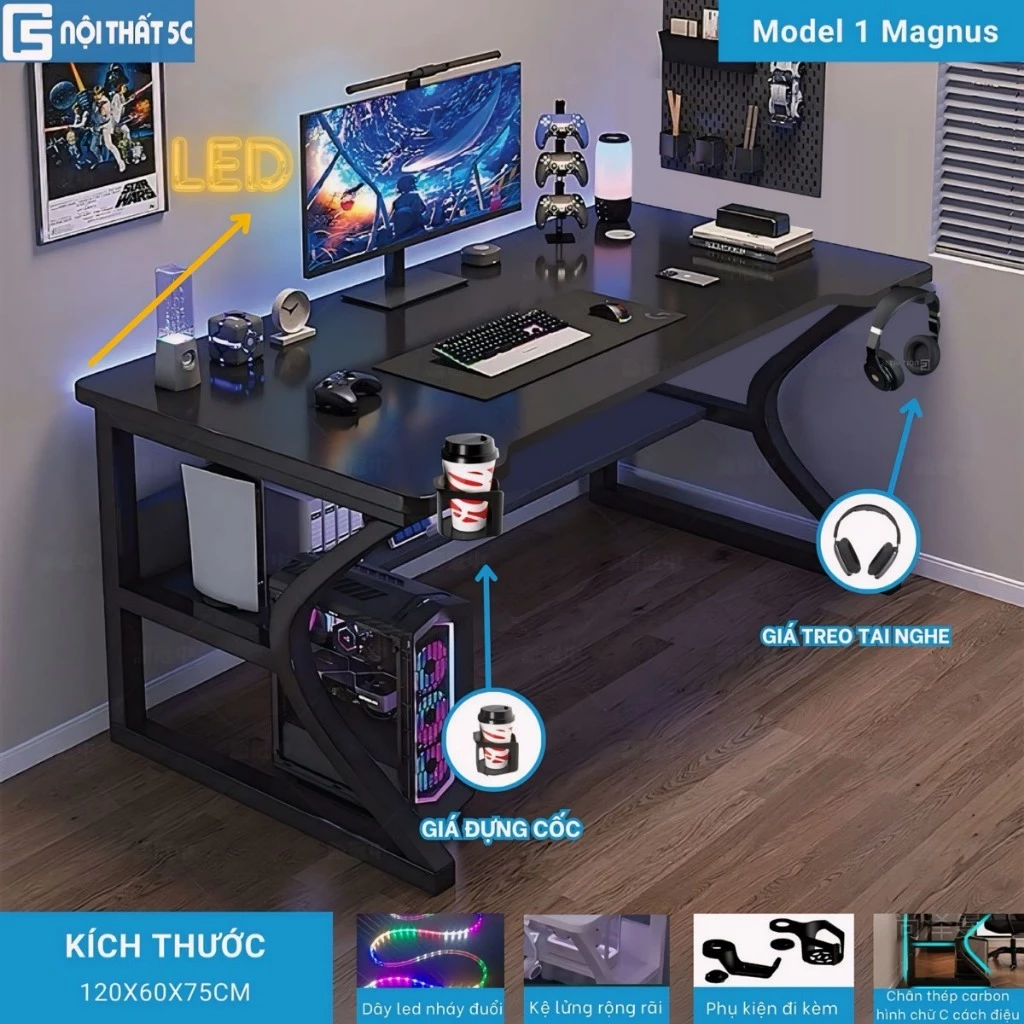 NỘI THẤT 5C
Model 1 Magnus
STAR
WARS
LED
GIÁ TREO TAI NGHE
GIÁ ĐỰNG CỐC
KÍCH THƯỚC
120X60X75CM
Dây led nháy đuổi
Kệ lửng rộng rãi
Phụ kiện đi kèm
Chân thép carbon
hình chữ C cách điệu